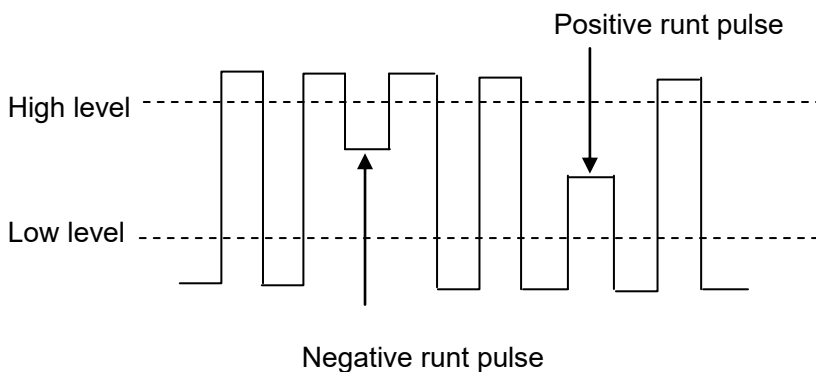 Positive runt pulse
High level
Low level
Negative runt pulse